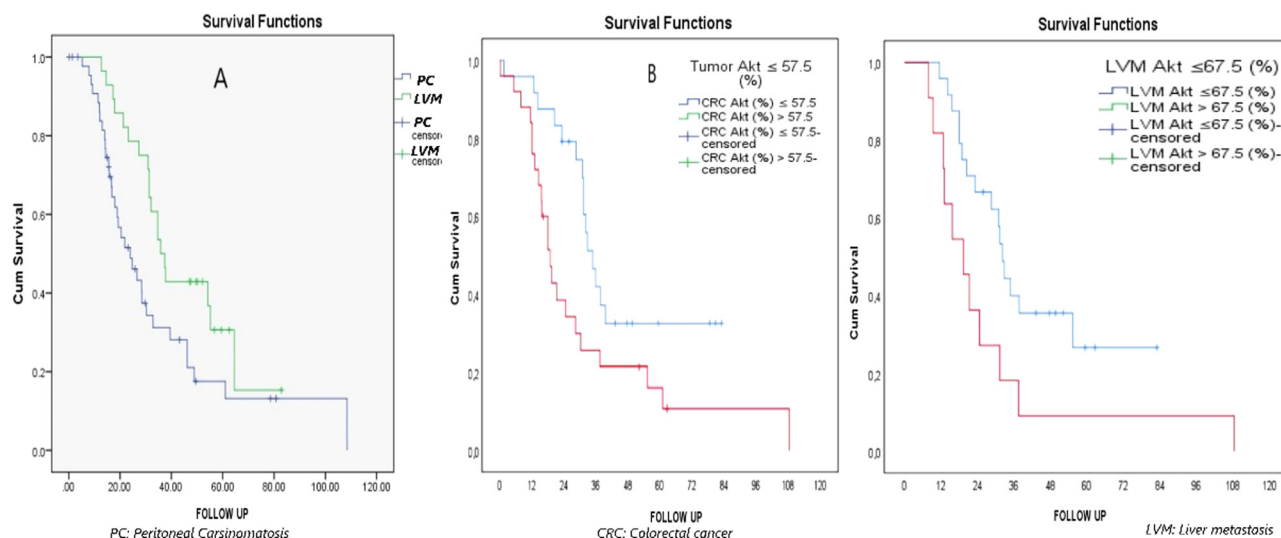 Survival Functions
A
PC
LVM
PC
censore
LVM
censor
Cum Survival
1.0
0.8
0.6
0.4
0.2
0.0
.00 20.00 40.00 60.00 80.00 100.00 120.00
FOLLOW UP
PC: Peritoneal Carsinomatosis
Survival Functions
B
Tumor Akt ≤ 57.5
(%)
CRC Akt (%) ≤ 57.5
CRC Akt (%) > 57.5
CRC Akt (%) ≤ 57.5-
censored
CRC Akt (%) > 57.5-
censored
Cum Survival
1,0
0,8
0,6
0,4
0,2
0,0
0 12 24 36 48 60 72 84 96 108 120
FOLLOW UP
CRC: Colorectal cancer
Survival Functions
LVM Akt ≤67.5 (%)
LVM Akt ≤67.5 (%)
LVM Akt > 67.5 (%)
LVM Akt ≤67.5 (%)-
censored
LVM Akt > 67.5 (%)-
censored
Cum Survival
1,0
0,8
0,6
0,4
0,2
0,0
0 12 24 36 48 60 72 84 96 108 120
FOLLOW UP
LVM: Liver metastasis